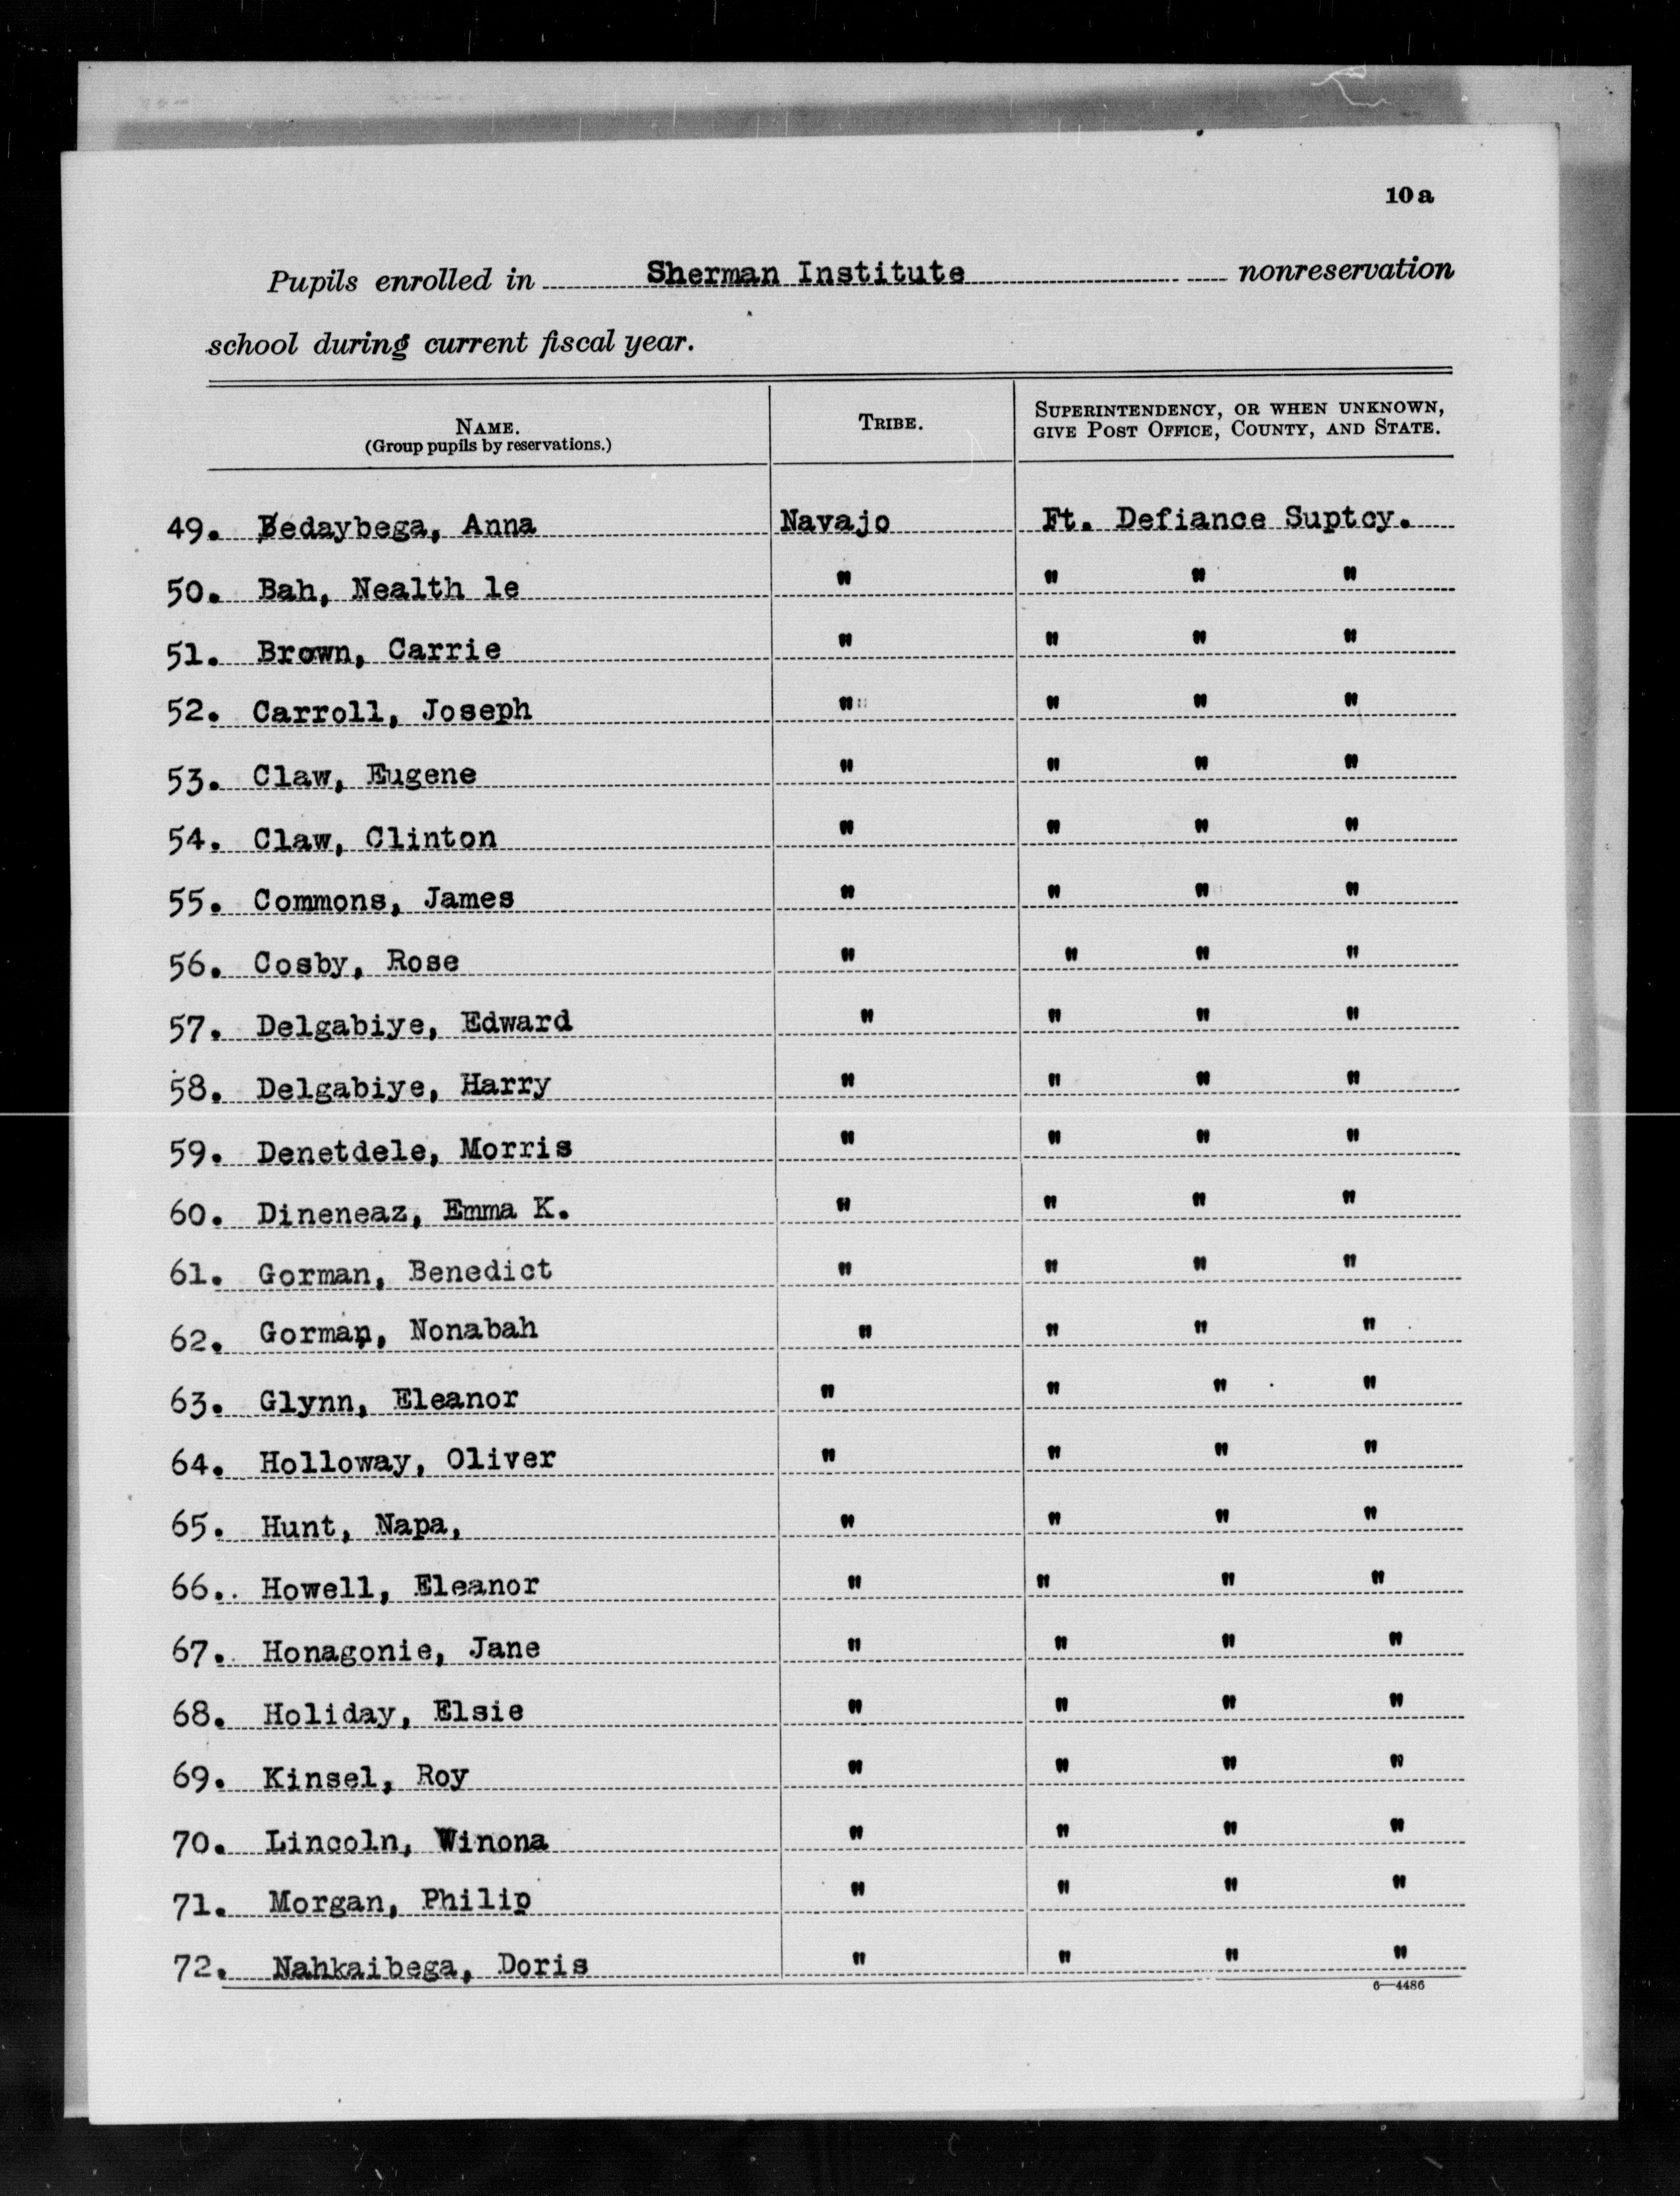 10 a
Pupils enrolled in Sherman Institute nonreservation
school during current fiscal year.
NAME. TRIBE. SUPERINTENDENCY, OR WHEN UNKNOWN,
(Group pupils by reservations.) GIVE POST OFFICE, COUNTY, AND STATE.
49. Bedaybega, Anna Navajo Ft. Defiance Suptcy.
50. Bah, Nealth le " " " "
51. Brown, Carrie " " " "
52. Carroll, Joseph " " " "
53. Claw, Eugene " " " "
54. Claw, Clinton " " " "
55. Commons, James " " " "
56. Cosby, Rose " " " "
57. Delgabiye, Edward " " " "
58. Delgabiye, Harry " " " "
59. Denetdele, Morris " " " "
60. Dineneaz, Emma K. " " " "
61. Gorman, Benedict " " " "
62. Gorman, Nonabah " " " "
63. Glynn, Eleanor " " " "
64. Holloway, Oliver " " " "
65. Hunt, Napa, " " " "
66. Howell, Eleanor " " " "
67. Honagonie, Jane " " " "
68. Holiday, Elsie " " " "
69. Kinsel, Roy " " " "
70. Lincoln, Winona " " " "
71. Morgan, Philip " " " "
72. Nahkaibega, Doris " " " "
6—4486